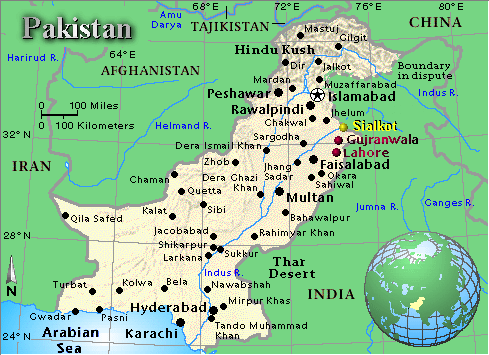 68°E
72°E
76°E
80°E
Amu
Darya
TAJIKISTAN
CHINA
Pakistan
Mastuj
Gilgit
Hindu Kush
Harirud R.
64°E
Dir
Jalkot
AFGHANISTAN
Mardan
Muzaffarabad
Boundary
in dispute
Peshawar
Islamabad
Indus R.
100 Miles
100 Kilometers
Rawalpindi
Jhelum
Chakwal
Helmand R.
Sialkot
32°N
32°N
Sargodha
Gujranwala
Dera Ismail Khan
Lahore
IRAN
Zhob
Jhang
Sadar
Faisalabad
Chaman
Dera Ghazi
Khan
Okara
Sahiwal
Quetta
Multan
Qila Safed
Kalat
Sibi
Bahawalpur
Jumna R.
Ganges R.
Jacobabad
Rahimyar Khan
28°N
28°N
Shikarpur
Sukkur
Larkana
Thar
Desert
N
Indus R.
Turbat
Kolwa
Bela
Nawabshah
INDIA
Mirpur Khas
Hyderabad
Gwadar
Pasni
Tando Muhammad
Khan
Arabian
Sea
Karachi
24°N
24°N